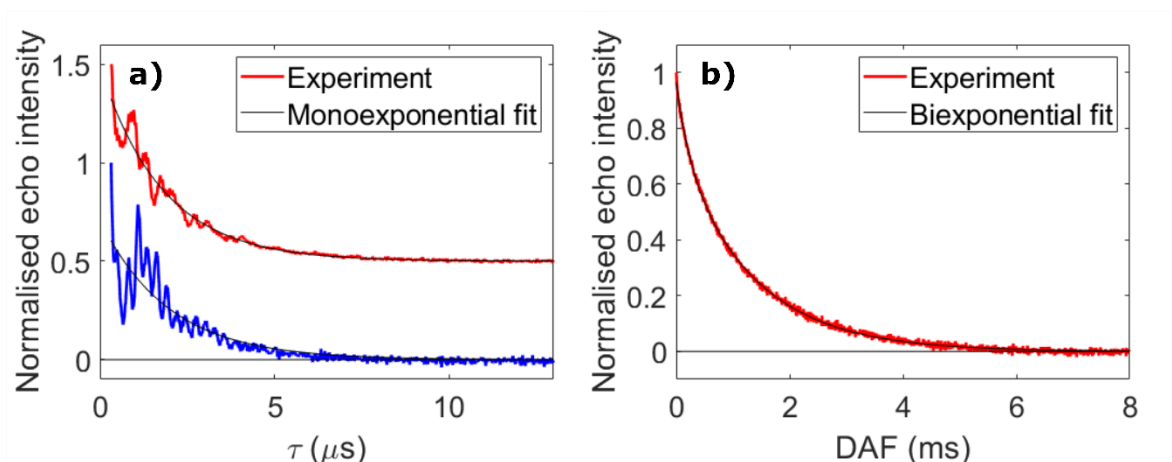 Normalised echo intensity
1.5
1
0.5
0
a)
Experiment
Monoexponential fit
0
5
10
τ (μs)
Normalised echo intensity
1
0.8
0.6
0.4
0.2
0
b)
Experiment
Biexponential fit
0
2
4
6
8
DAF (ms)